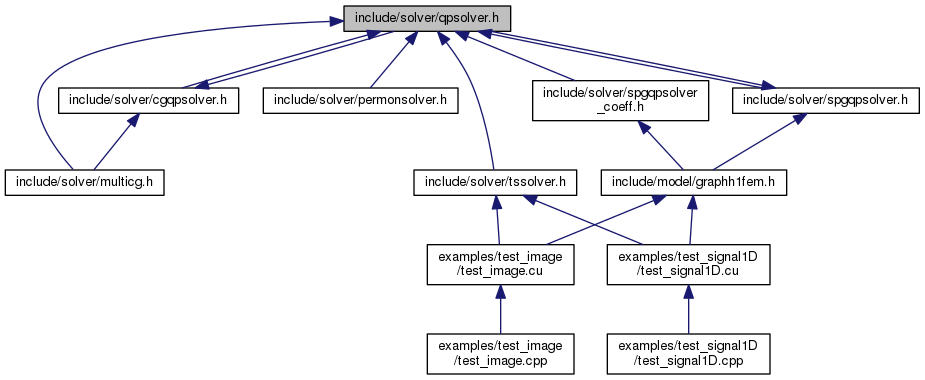 include/solver/qpsolver.h
include/solver/cgqpsolver.h
include/solver/permonsolver.h
include/solver/spgqpsolver
_coeff.h
include/solver/spgqpsolver.h
include/solver/multicg.h
include/solver/tssolver.h
include/model/graphh1fem.h
examples/test_image
/test_image.cu
examples/test_signal1D
/test_signal1D.cu
examples/test_image
/test_image.cpp
examples/test_signal1D
/test_signal1D.cpp